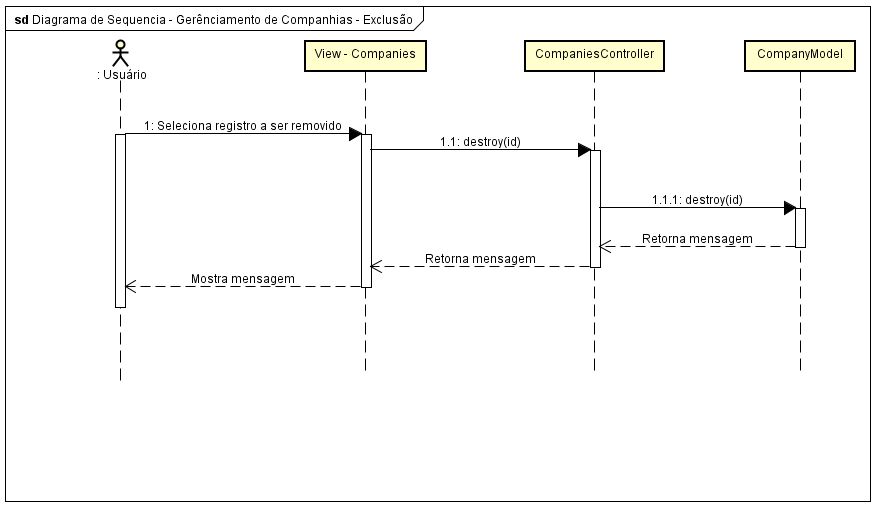 sd Diagrama de Sequencia - Gerênciamento de Companhias - Exclusão
: Usuário
View - Companies
CompaniesController
CompanyModel
1: Seleciona registro a ser removido
1.1: destroy(id)
1.1.1: destroy(id)
Retorna mensagem
Retorna mensagem
Mostra mensagem